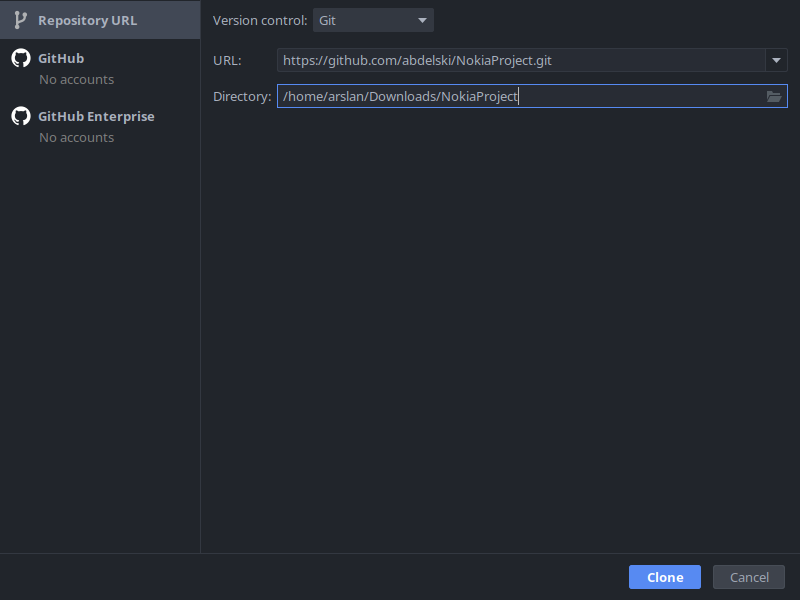 Repository URL
GitHub
No accounts
GitHub Enterprise
No accounts
Version control: Git
URL: https://github.com/abdelski/NokiaProject.git
Directory: /home/arslan/Downloads/NokiaProject
Clone Cancel